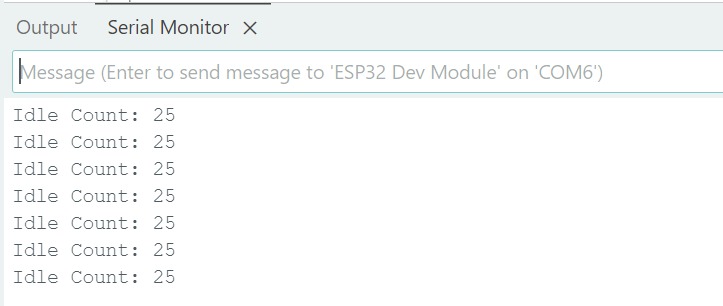 Output Serial Monitor ×
Message (Enter to send message to 'ESP32 Dev Module' on 'COM6')
Idle Count: 25
Idle Count: 25
Idle Count: 25
Idle Count: 25
Idle Count: 25
Idle Count: 25
Idle Count: 25